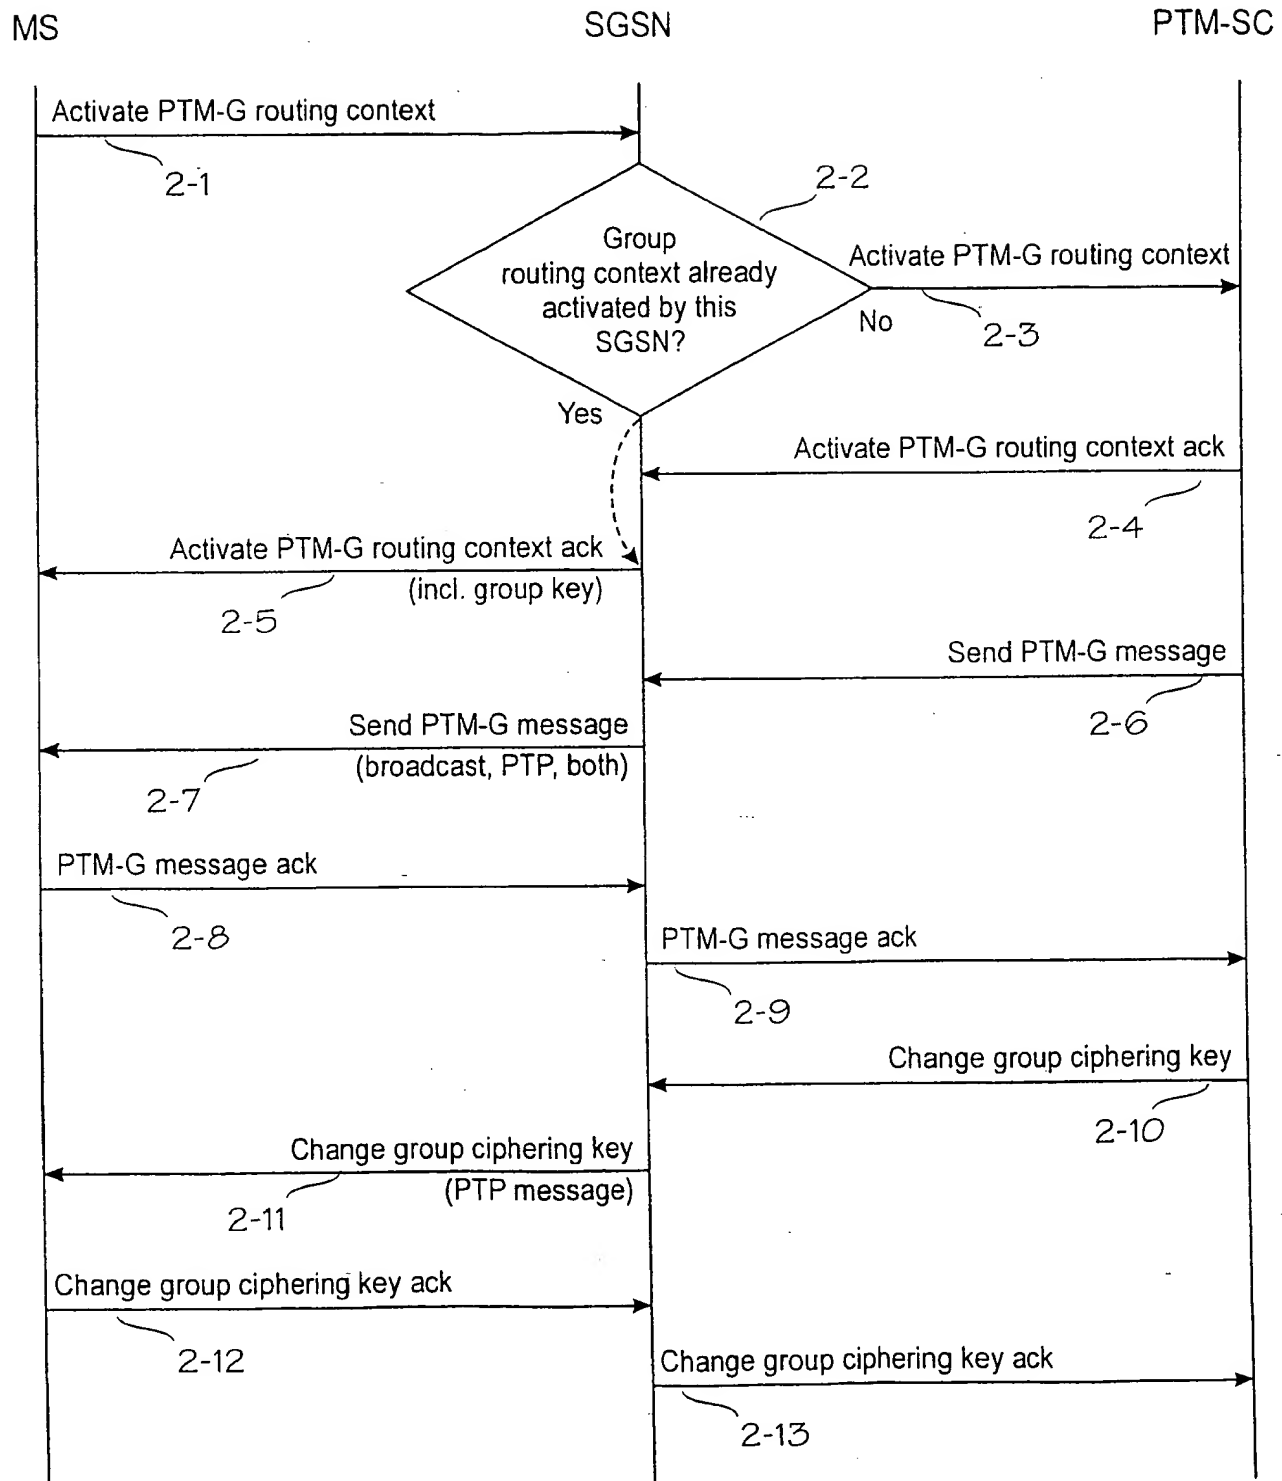 MS SGSN PTM-SC
Activate PTM-G routing context
2-1
2-2
Group
routing context already
activated by this
SGSN?
Activate PTM-G routing context
No
2-3
Yes
Activate PTM-G routing context ack
2-4
Activate PTM-G routing context ack
(incl. group key)
2-5
Send PTM-G message
2-6
Send PTM-G message
(broadcast, PTP, both)
2-7
PTM-G message ack
2-8
PTM-G message ack
2-9
Change group ciphering key
2-10
Change group ciphering key
(PTP message)
2-11
Change group ciphering key ack
2-12
Change group ciphering key ack
2-13